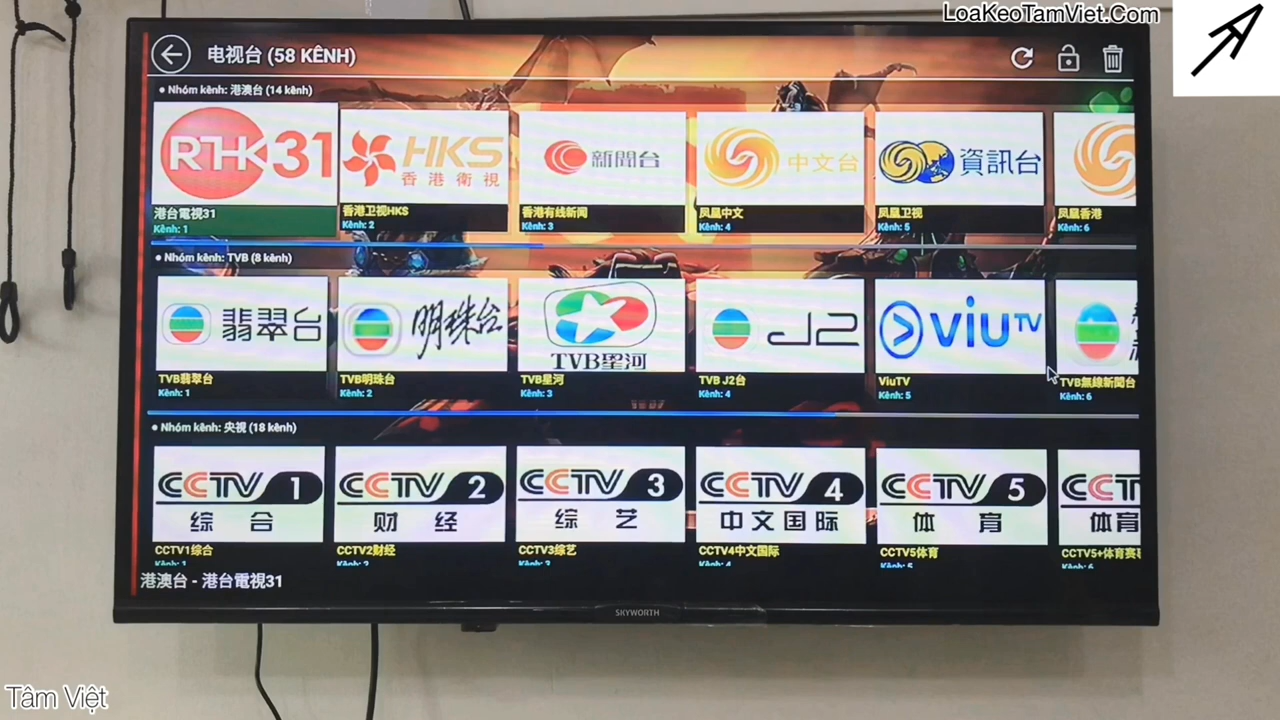 LoaKeoTamViet.Com
电视台 (58 KÊNH)
• Nhóm kênh: 港澳台 (14 kênh)
RTHK 31
HKS
香港衛視
新聞台
中文台
資訊台
港台電視31
香港卫视HKS
香港有线新闻
凤凰中文
凤凰卫视
凤凰香港
Kênh: 1
Kênh: 2
Kênh: 3
Kênh: 4
Kênh: 5
Kênh: 6
• Nhóm kênh: TVB (8 kênh)
翡翠台
明珠台
TVB星河
J2
viuTV
TVB翡翠台
TVB明珠台
TVB星河
TVB J2台
ViuTV
TVB無線新聞台
Kênh: 1
Kênh: 2
Kênh: 3
Kênh: 4
Kênh: 5
Kênh: 6
• Nhóm kênh: 央視 (18 kênh)
CCTV 1
综合
CCTV 2
财经
CCTV 3
综艺
CCTV 4
中文国际
CCTV 5
体育
CCT
体育
CCTV1综合
CCTV2财经
CCTV3综艺
CCTV4中文国际
CCTV5体育
CCTV5+体育赛
港澳台 - 港台電視31
SKYWORTH
Tâm Việt